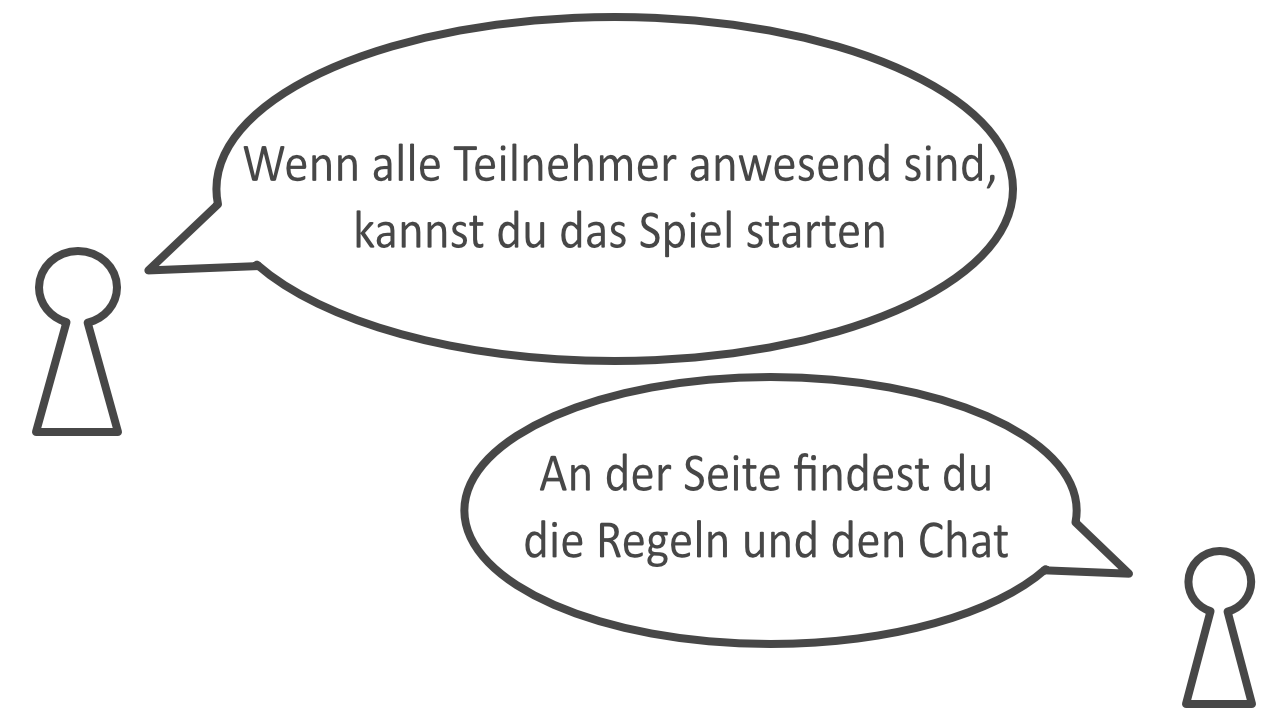 Wenn alle Teilnehmer anwesend sind,
kannst du das Spiel starten
An der Seite findest du
die Regeln und den Chat